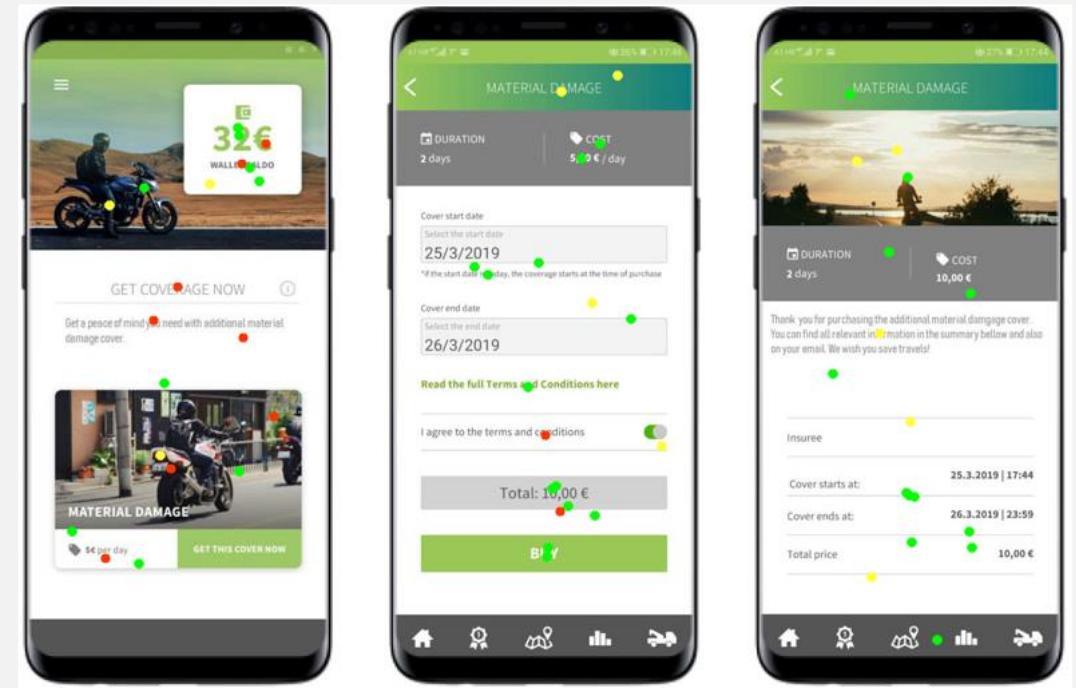 32€
GET COVERAGE NOW
Get a peace of mind you need with additional material
damage cover.
MATERIAL DAMAGE
5€ per day
GET THIS COVER NOW
17:44
MATERIAL DAMAGE
DURATION
COST
2 days
/ day
Cover start date
Select the start date
25/3/2019
*if the start date is today, the coverage starts at the time of purchase
Cover end date
Select the end date
26/3/2019
Read the full Terms and Conditions here
I agree to the terms and conditions
Total: 10,00 €
BUY
27% 17:44
MATERIAL DAMAGE
DURATION
COST
2 days
10,00 €
Thank you for purchasing the additional material damgage cover.
You can find all relevant information in the summary bellow and also
on your email. We wish you save travels!
Insuree
Cover starts at:
25.3.2019 | 17:44
Cover ends at:
26.3.2019 | 23:59
Total price
10,00 €